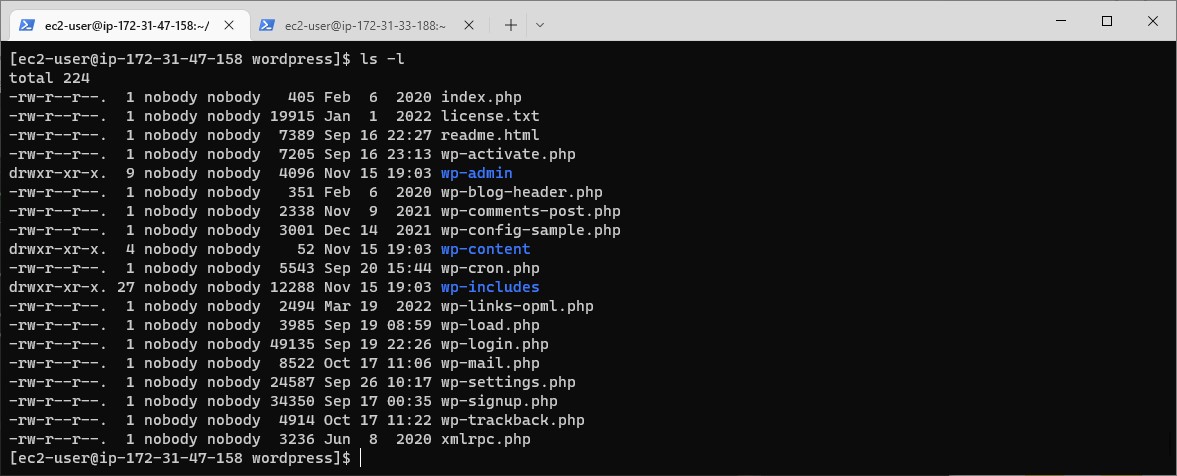 ec2-user@ip-172-31-47-158:~/
ec2-user@ip-172-31-33-188:~
[ec2-user@ip-172-31-47-158 wordpress]$ ls -l
total 224
-rw-r--r--.  1 nobody nobody   405 Feb  6  2020 index.php
-rw-r--r--.  1 nobody nobody 19915 Jan  1  2022 license.txt
-rw-r--r--.  1 nobody nobody  7389 Sep 16 22:27 readme.html
-rw-r--r--.  1 nobody nobody  7205 Sep 16 23:13 wp-activate.php
drwxr-xr-x.  9 nobody nobody  4096 Nov 15 19:03 wp-admin
-rw-r--r--.  1 nobody nobody   351 Feb  6  2020 wp-blog-header.php
-rw-r--r--.  1 nobody nobody  2338 Nov  9  2021 wp-comments-post.php
-rw-r--r--.  1 nobody nobody  3001 Dec 14  2021 wp-config-sample.php
drwxr-xr-x.  4 nobody nobody    52 Nov 15 19:03 wp-content
-rw-r--r--.  1 nobody nobody  5543 Sep 20 15:44 wp-cron.php
drwxr-xr-x. 27 nobody nobody 12288 Nov 15 19:03 wp-includes
-rw-r--r--.  1 nobody nobody  2494 Mar 19  2022 wp-links-opml.php
-rw-r--r--.  1 nobody nobody  3985 Sep 19 08:59 wp-load.php
-rw-r--r--.  1 nobody nobody 49135 Sep 19 22:26 wp-login.php
-rw-r--r--.  1 nobody nobody  8522 Oct 17 11:06 wp-mail.php
-rw-r--r--.  1 nobody nobody 24587 Sep 26 10:17 wp-settings.php
-rw-r--r--.  1 nobody nobody 34350 Sep 17 00:35 wp-signup.php
-rw-r--r--.  1 nobody nobody  4914 Oct 17 11:22 wp-trackback.php
-rw-r--r--.  1 nobody nobody  3236 Jun  8  2020 xmlrpc.php
[ec2-user@ip-172-31-47-158 wordpress]$